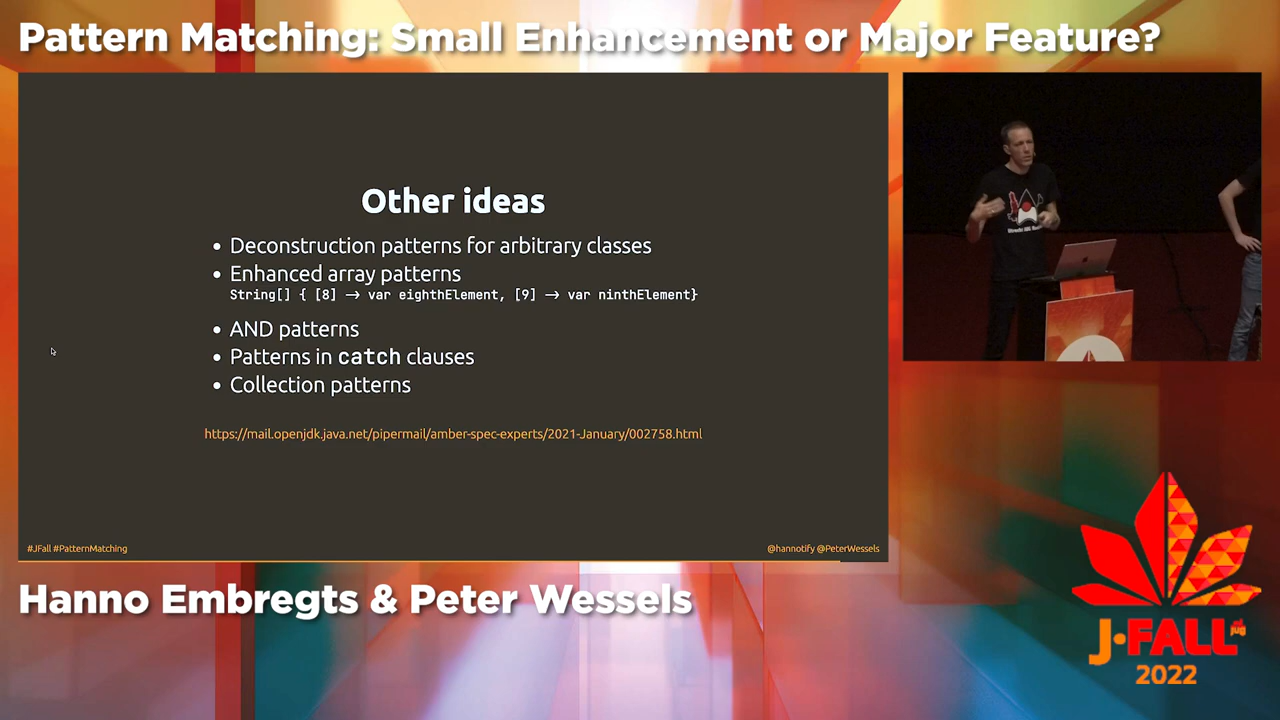 Pattern Matching: Small Enhancement or Major Feature?
Other ideas
• Deconstruction patterns for arbitrary classes
• Enhanced array patterns
String[] { [8] → var eighthElement, [9] → var ninthElement}
• AND patterns
• Patterns in catch clauses
• Collection patterns
https://mail.openjdk.java.net/pipermail/amber-spec-experts/2021-January/002758.html
#JFall #PatternMatching
@hannotify @PeterWessels
Hanno Embregts & Peter Wessels
J-FALL
nl
jug
2022